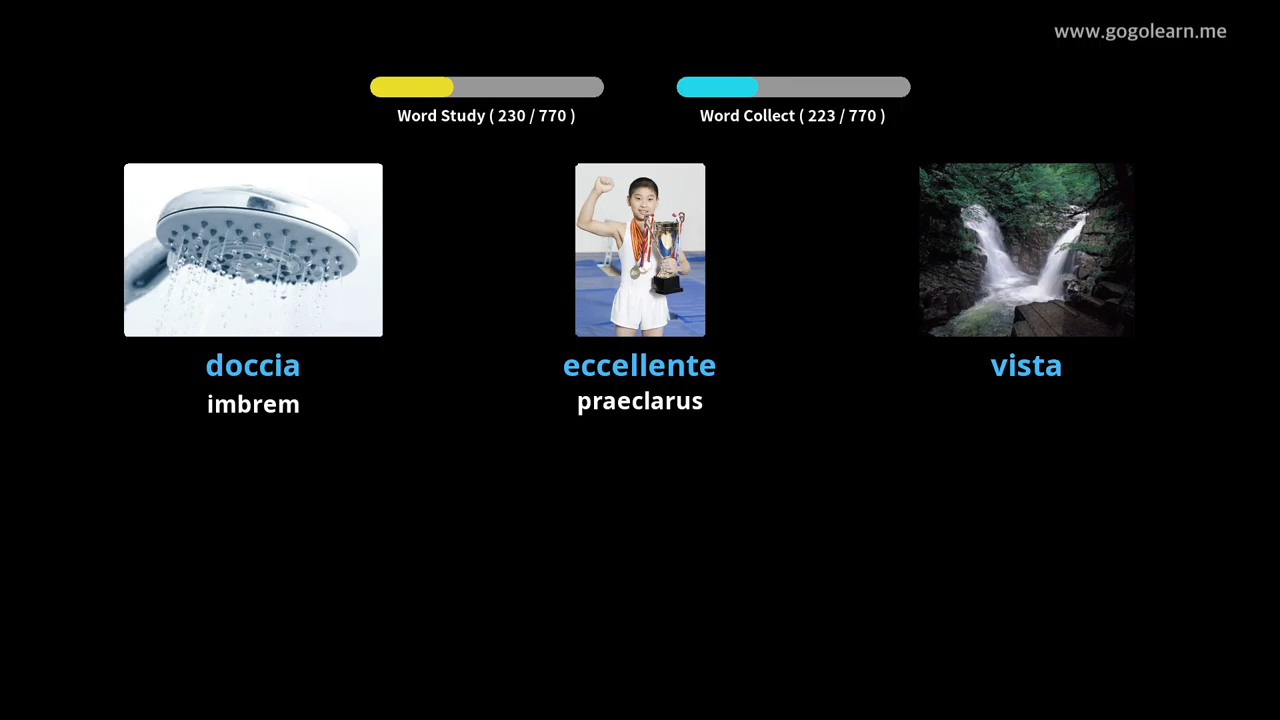 www.gogolearn.me
Word Study ( 230 / 770 )
Word Collect ( 223 / 770 )
doccia
imbrem
eccellente
praeclarus
vista